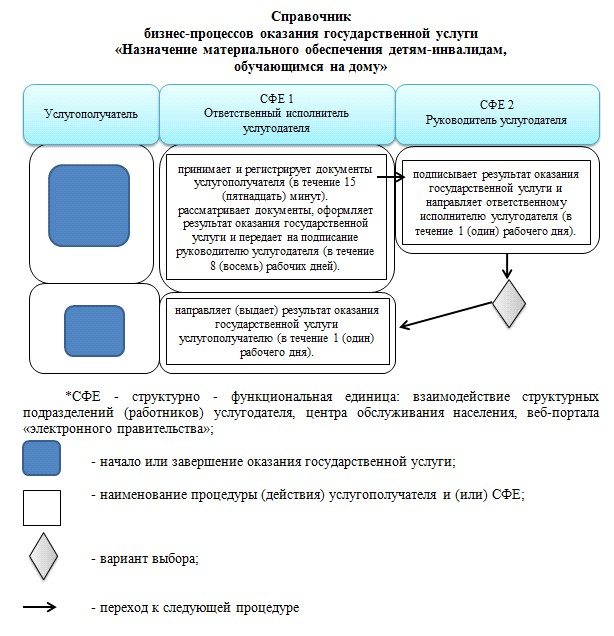 Справочник
бизнес-процессов оказания государственной услуги
«Назначение материального обеспечения детям-инвалидам,
обучающимся на дому»
Услугополучатель
СФЕ 1
Ответственный исполнитель
услугодателя
СФЕ 2
Руководитель услугодателя
принимает и регистрирует документы
услугополучателя (в течение 15
(пятнадцать) минут).
рассматривает документы, оформляет
результат оказания государственной
услуги и передает на подписание
руководителю услугодателя (в течение
8 (восемь) рабочих дней).
подписывает результат оказания
государственной услуги и
направляет ответственному
исполнителю услугодателя (в
течение 1 (один) рабочего дня).
направляет (выдает) результат оказания
государственной услуги
услугополучателю (в течение 1 (один)
рабочего дня).
*СФЕ - структурно - функциональная единица: взаимодействие структурных
подразделений (работников) услугодателя, центра обслуживания населения, веб-портала
«электронного правительства»;
- начало или завершение оказания государственной услуги;
- наименование процедуры (действия) услугополучателя и (или) СФЕ;
- вариант выбора;
- переход к следующей процедуре